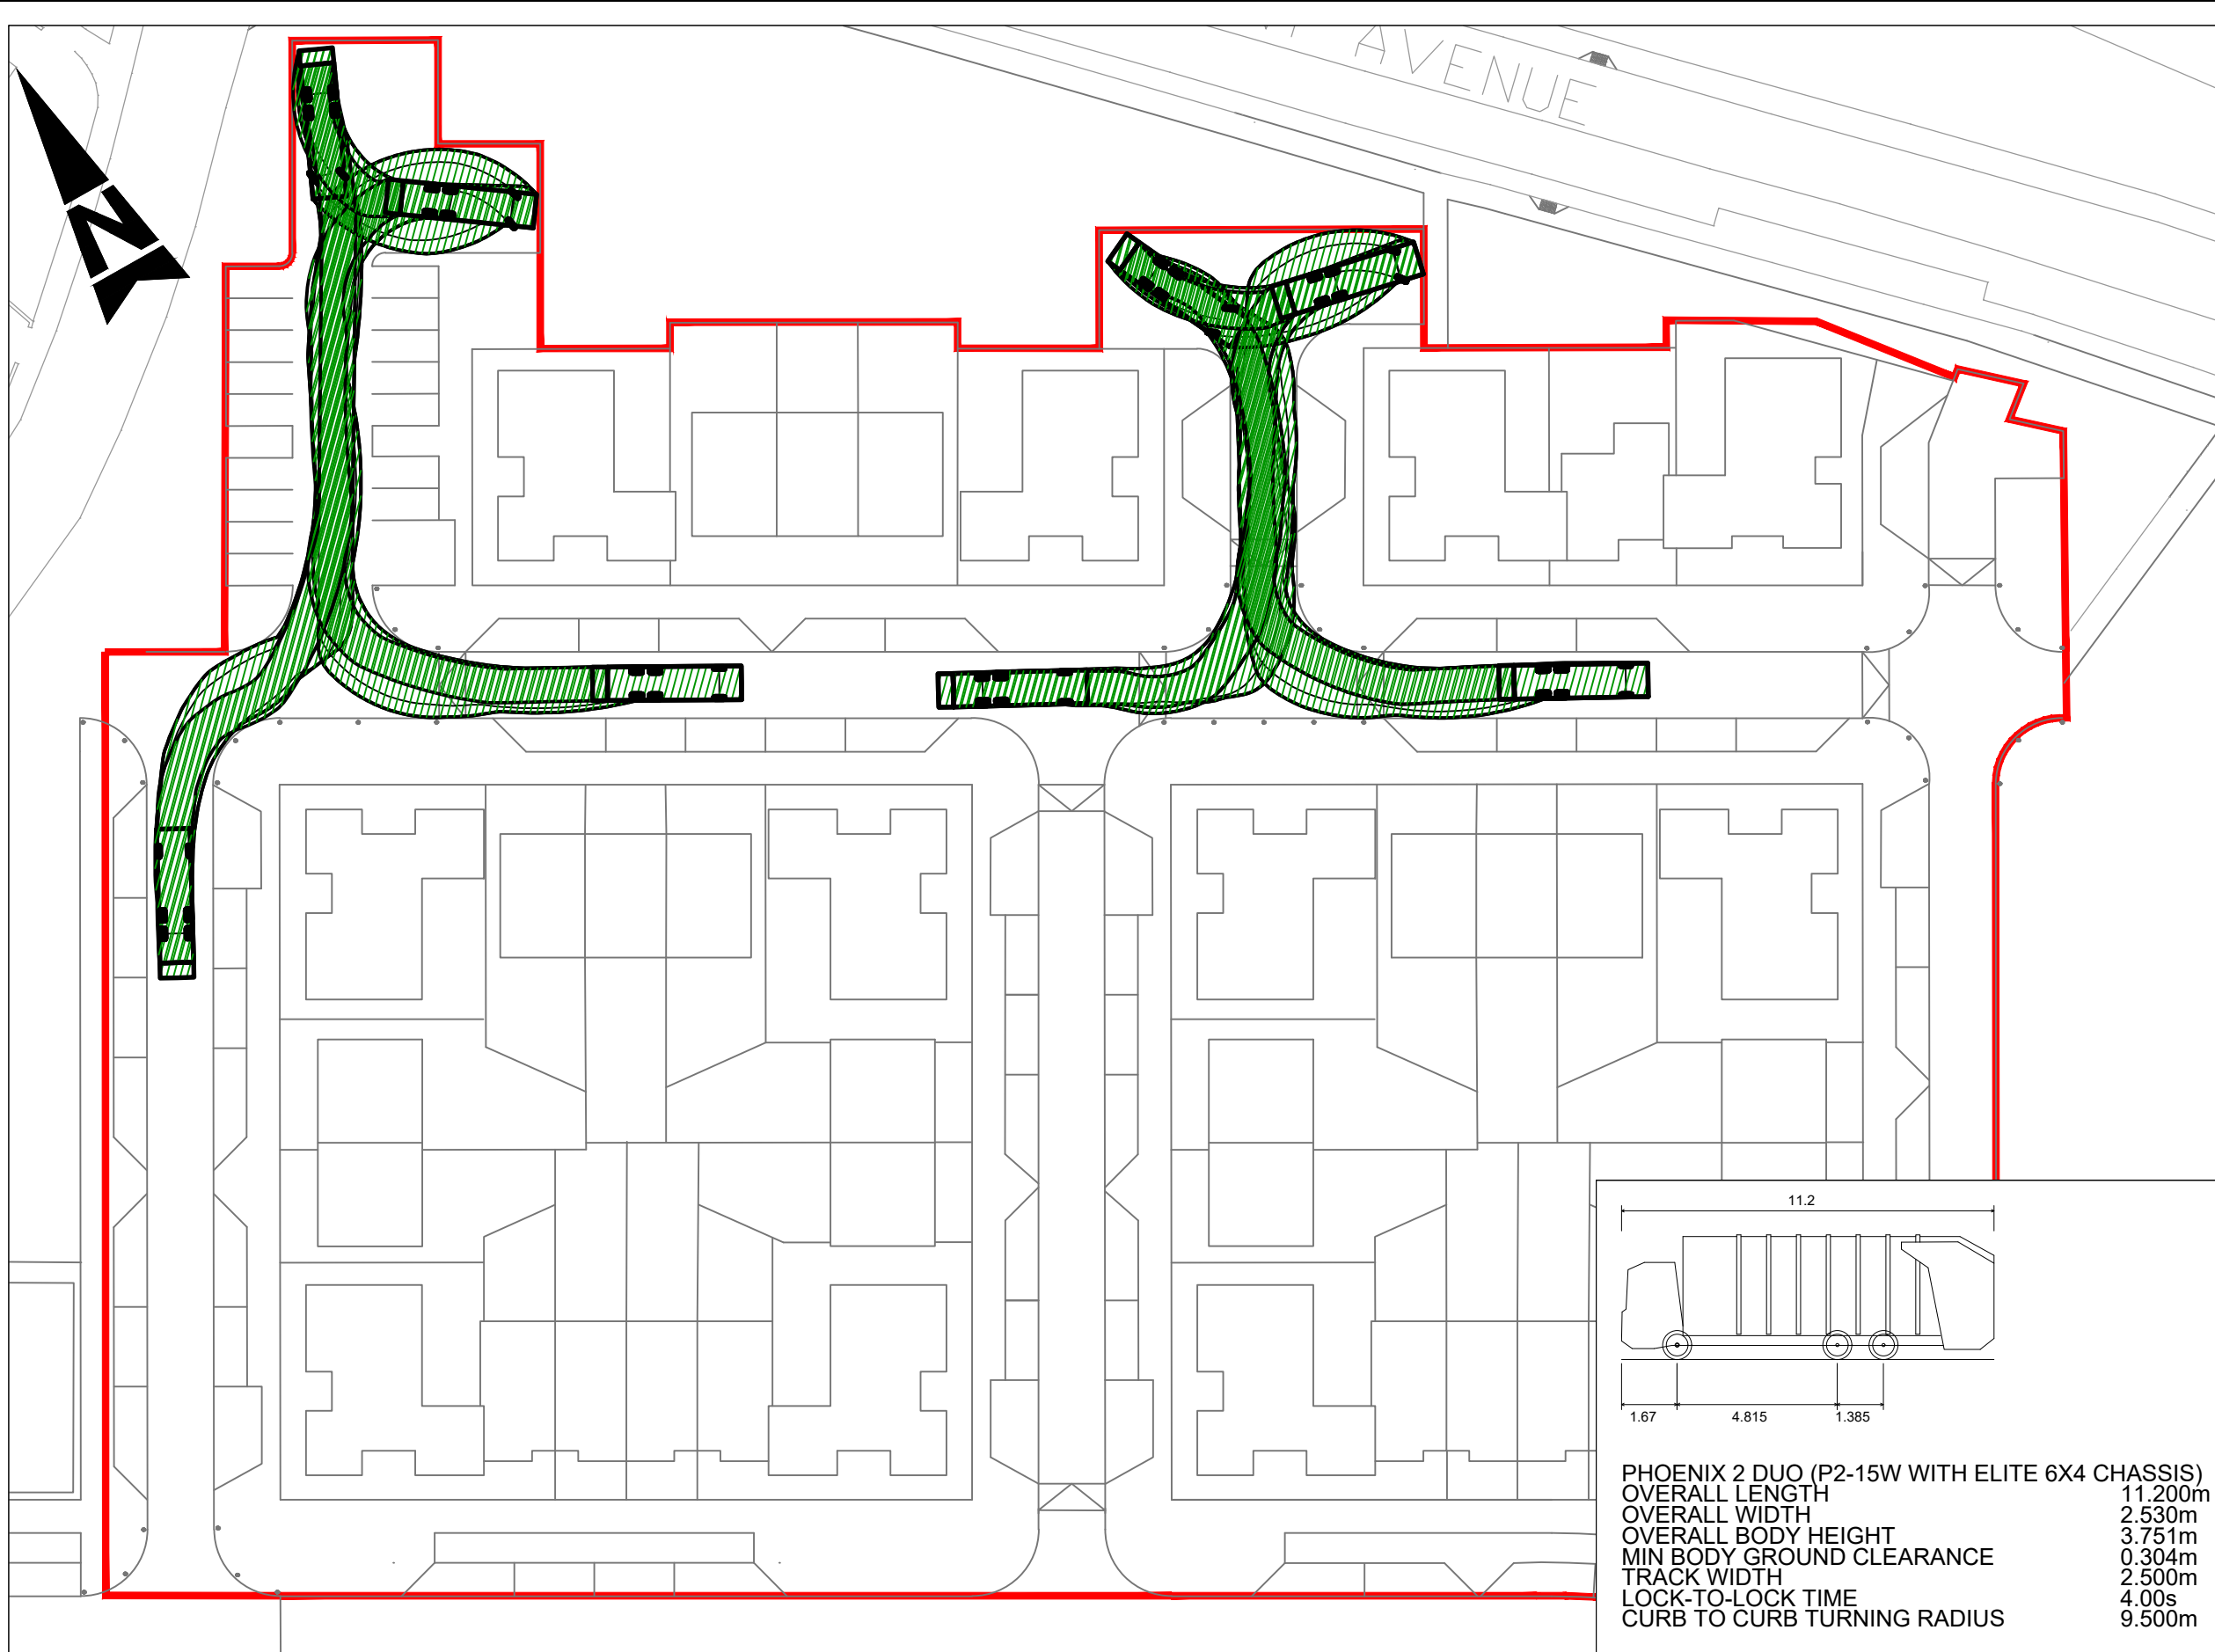 AVENUE
N
11.2
1.67 4.815 1.385
PHOENIX 2 DUO (P2-15W WITH ELITE 6X4 CHASSIS)
OVERALL LENGTH 11.200m
OVERALL WIDTH 2.530m
OVERALL BODY HEIGHT 3.751m
MIN BODY GROUND CLEARANCE 0.304m
TRACK WIDTH 2.500m
LOCK-TO-LOCK TIME 4.00s
CURB TO CURB TURNING RADIUS 9.500m